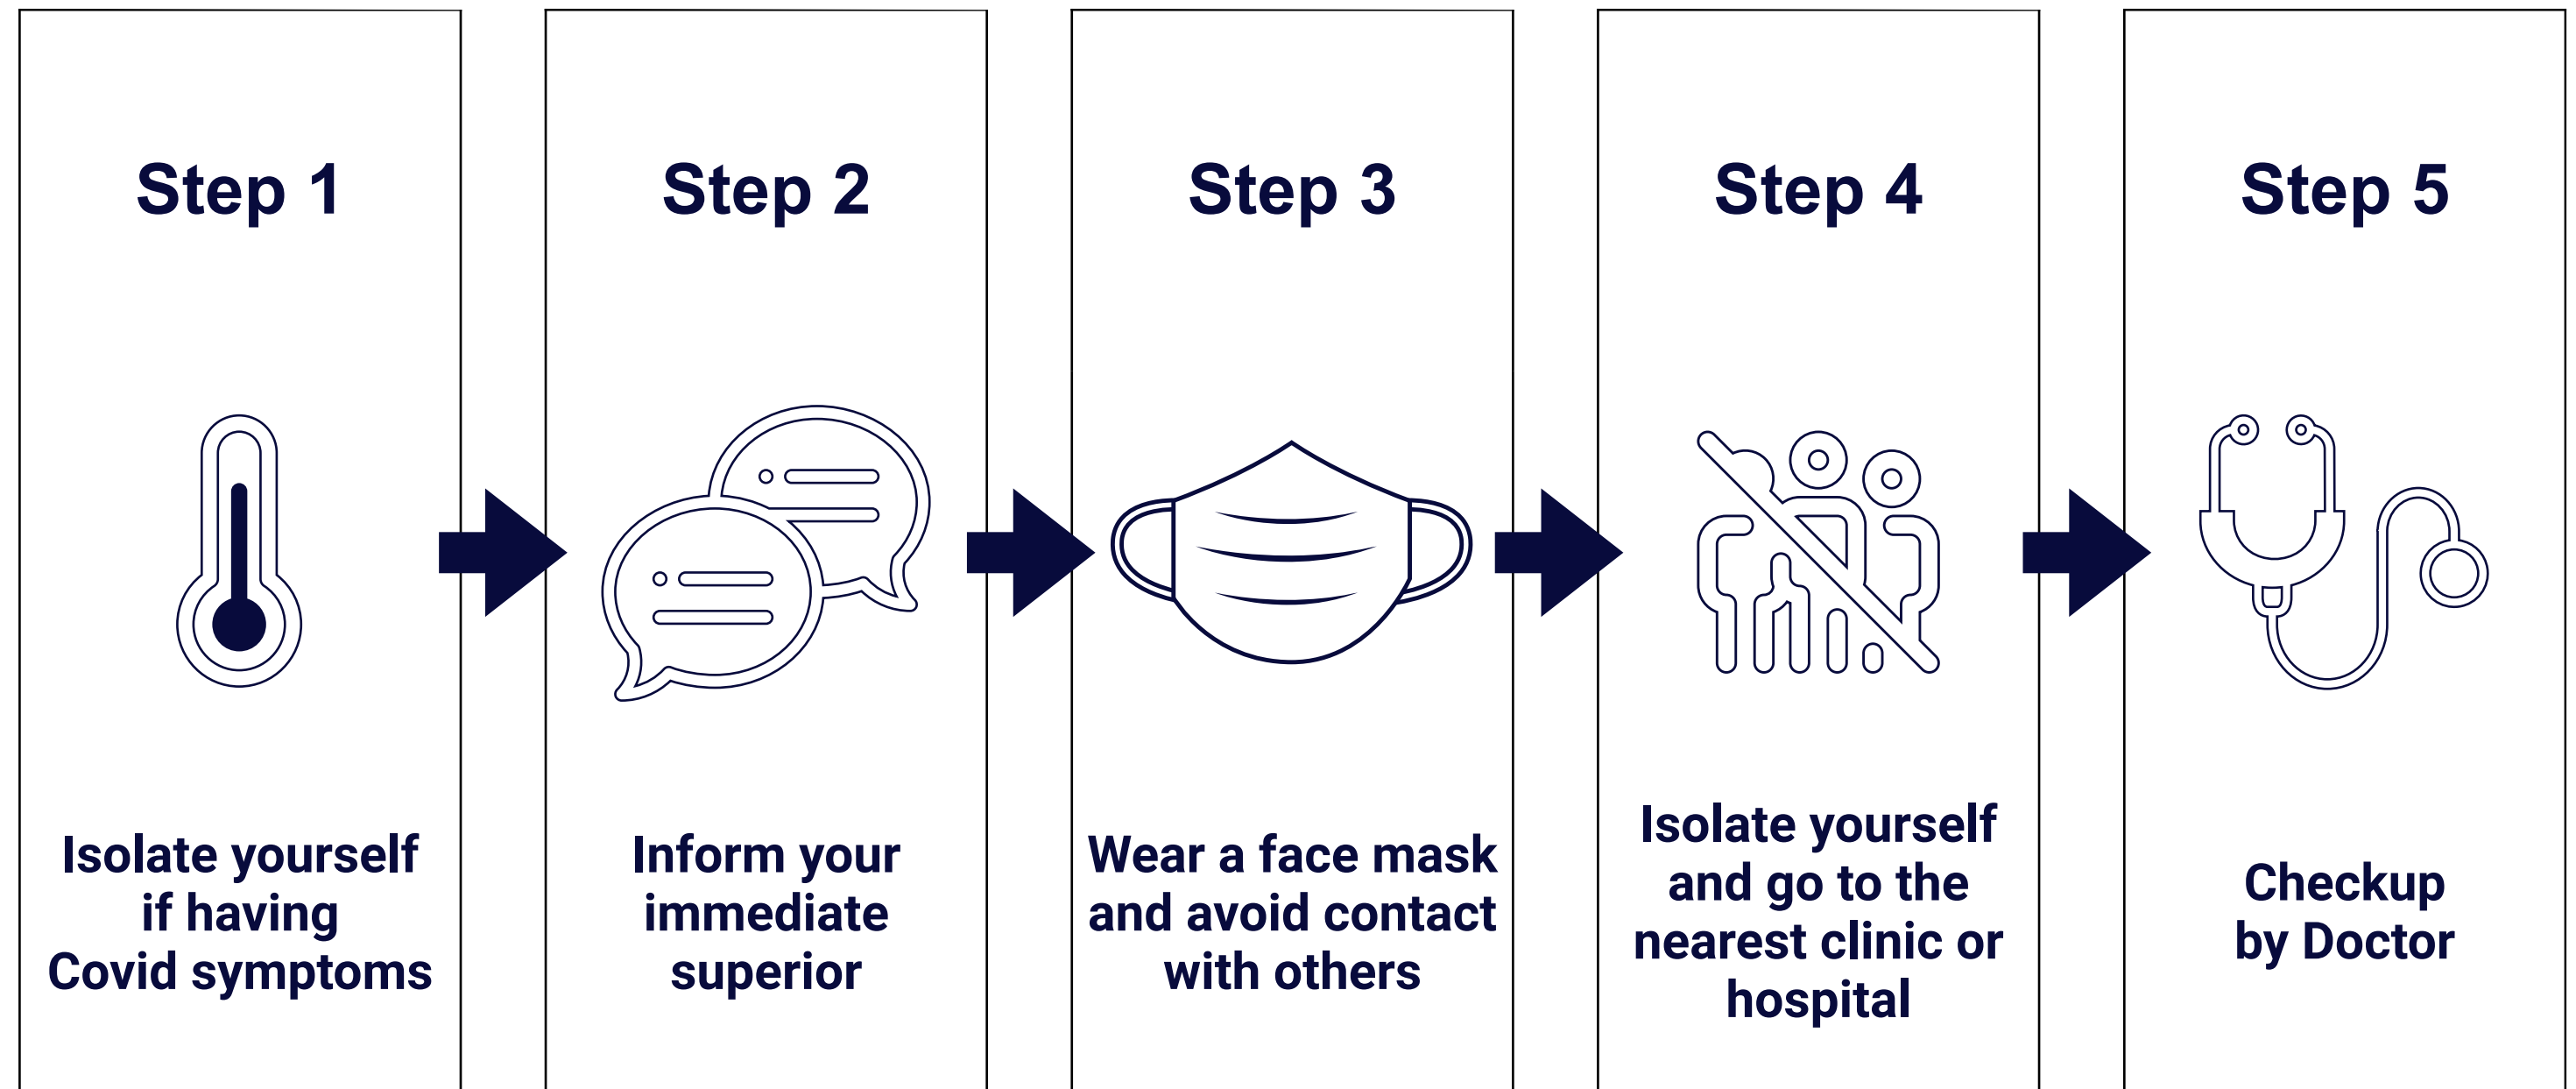 Step 1
Isolate yourself
if having
Covid symptoms
Step 2
Inform your
immediate
superior
Step 3
Wear a face mask
and avoid contact
with others
Step 4
Isolate yourself
and go to the
nearest clinic or
hospital
Step 5
Checkup
by Doctor